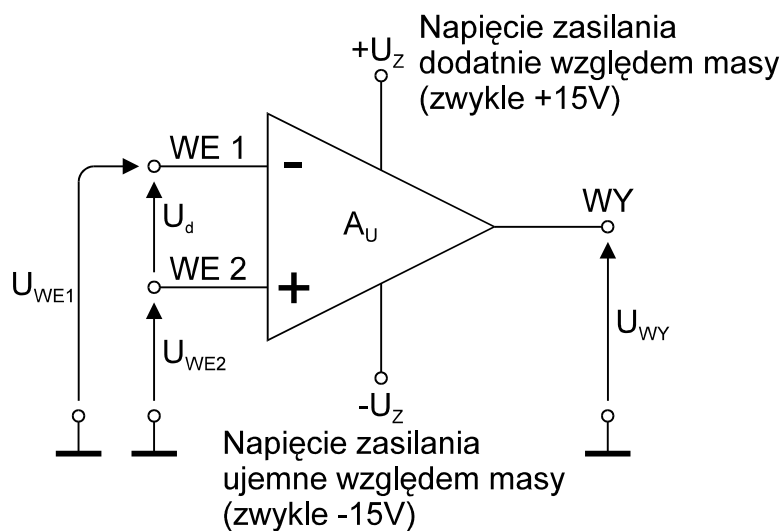 Napięcie zasilania
dodatnie względem masy
(zwykle +15V)
+UZ
WE 1
-
Ud
AU
WY
WE 2
+
UWE1
UWE2
UWY
-UZ
Napięcie zasilania
ujemne względem masy
(zwykle -15V)